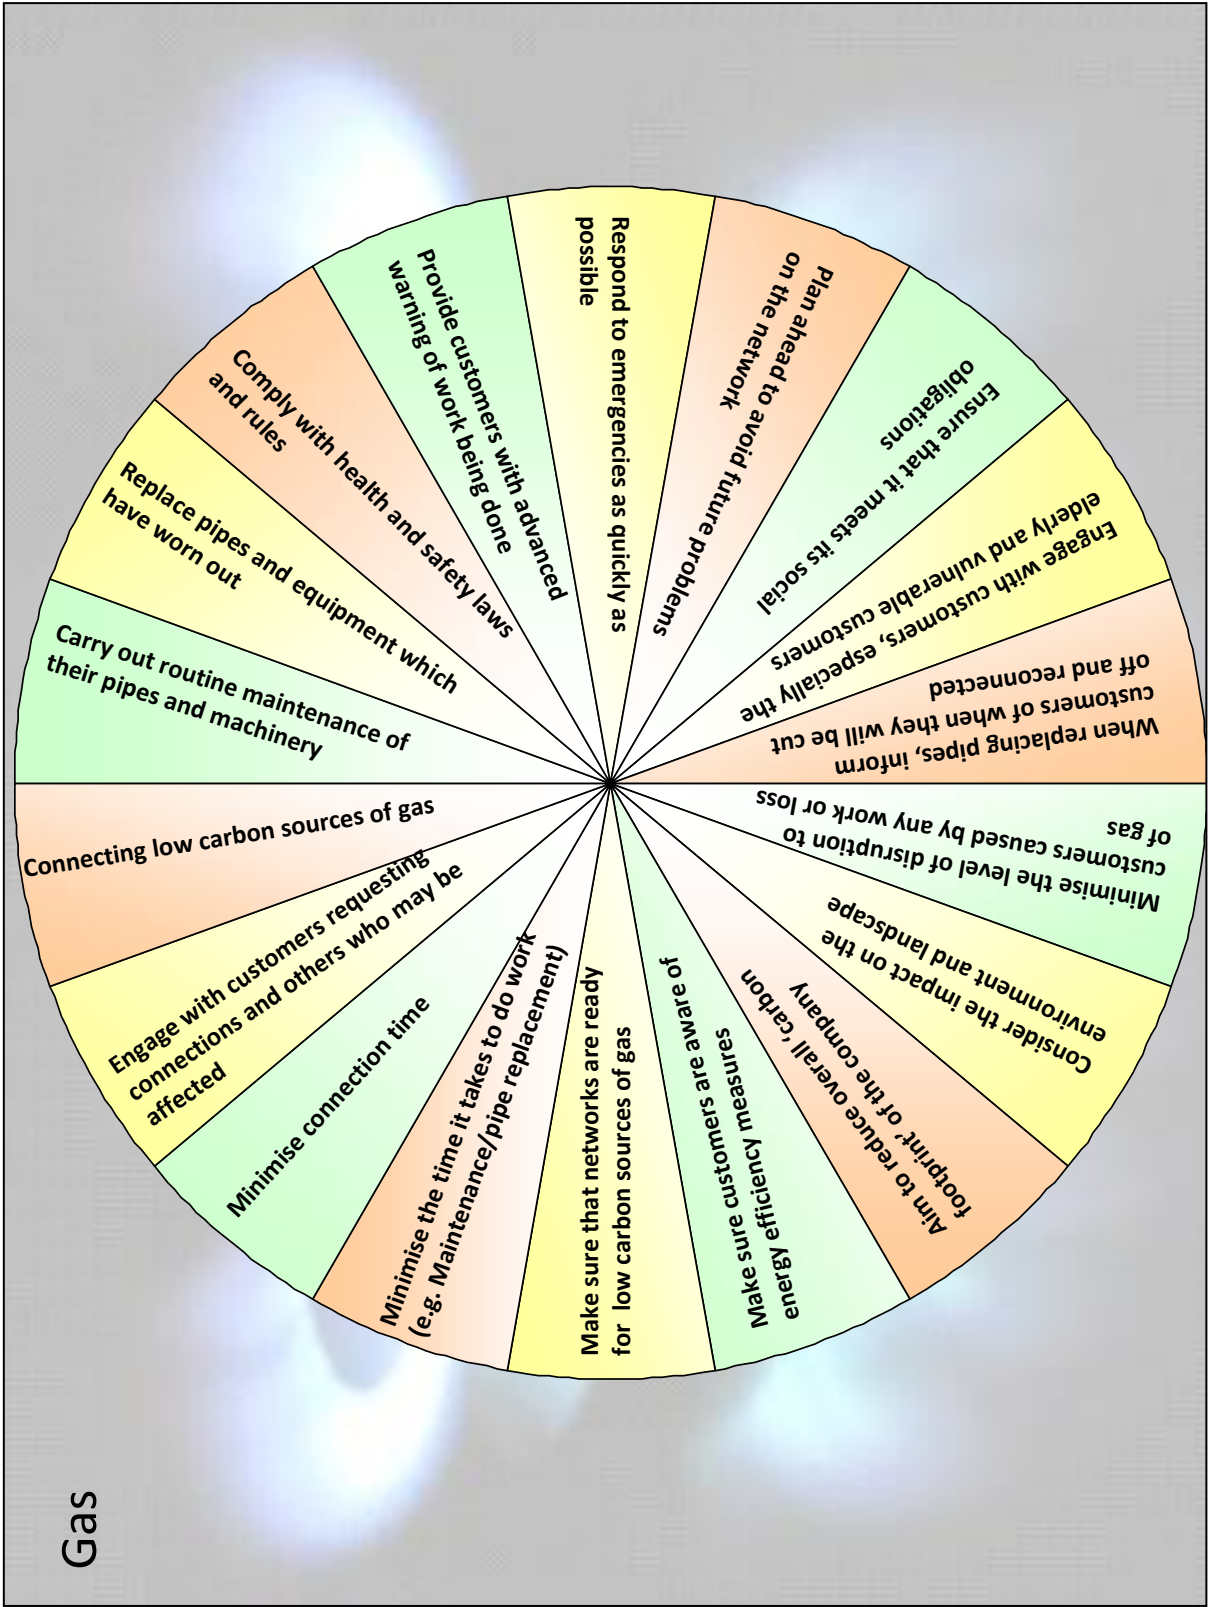 Gas
Respond to emergencies as quickly as
possible
Plan ahead to avoid future problems
on the network
Ensure that it meets its social
obligations
Engage with customers, especially the
elderly and vulnerable customers
When replacing pipes, inform
customers of when they will be cut
off and reconnected
Minimise the level of disruption to
customers caused by any work or loss
of gas
Consider the impact on the
environment and landscape
Aim to reduce overall ‘carbon
footprint’ of the company
Make sure customers are aware of
energy efficiency measures
Make sure that networks are ready
for low carbon sources of gas
Minimise the time it takes to do work
(e.g. Maintenance/pipe replacement)
Minimise connection time
Engage with customers requesting
connections and others who may be
affected
Connecting low carbon sources of gas
Carry out routine maintenance of
their pipes and machinery
Replace pipes and equipment which
have worn out
Comply with health and safety laws
and rules
Provide customers with advanced
warning of work being done